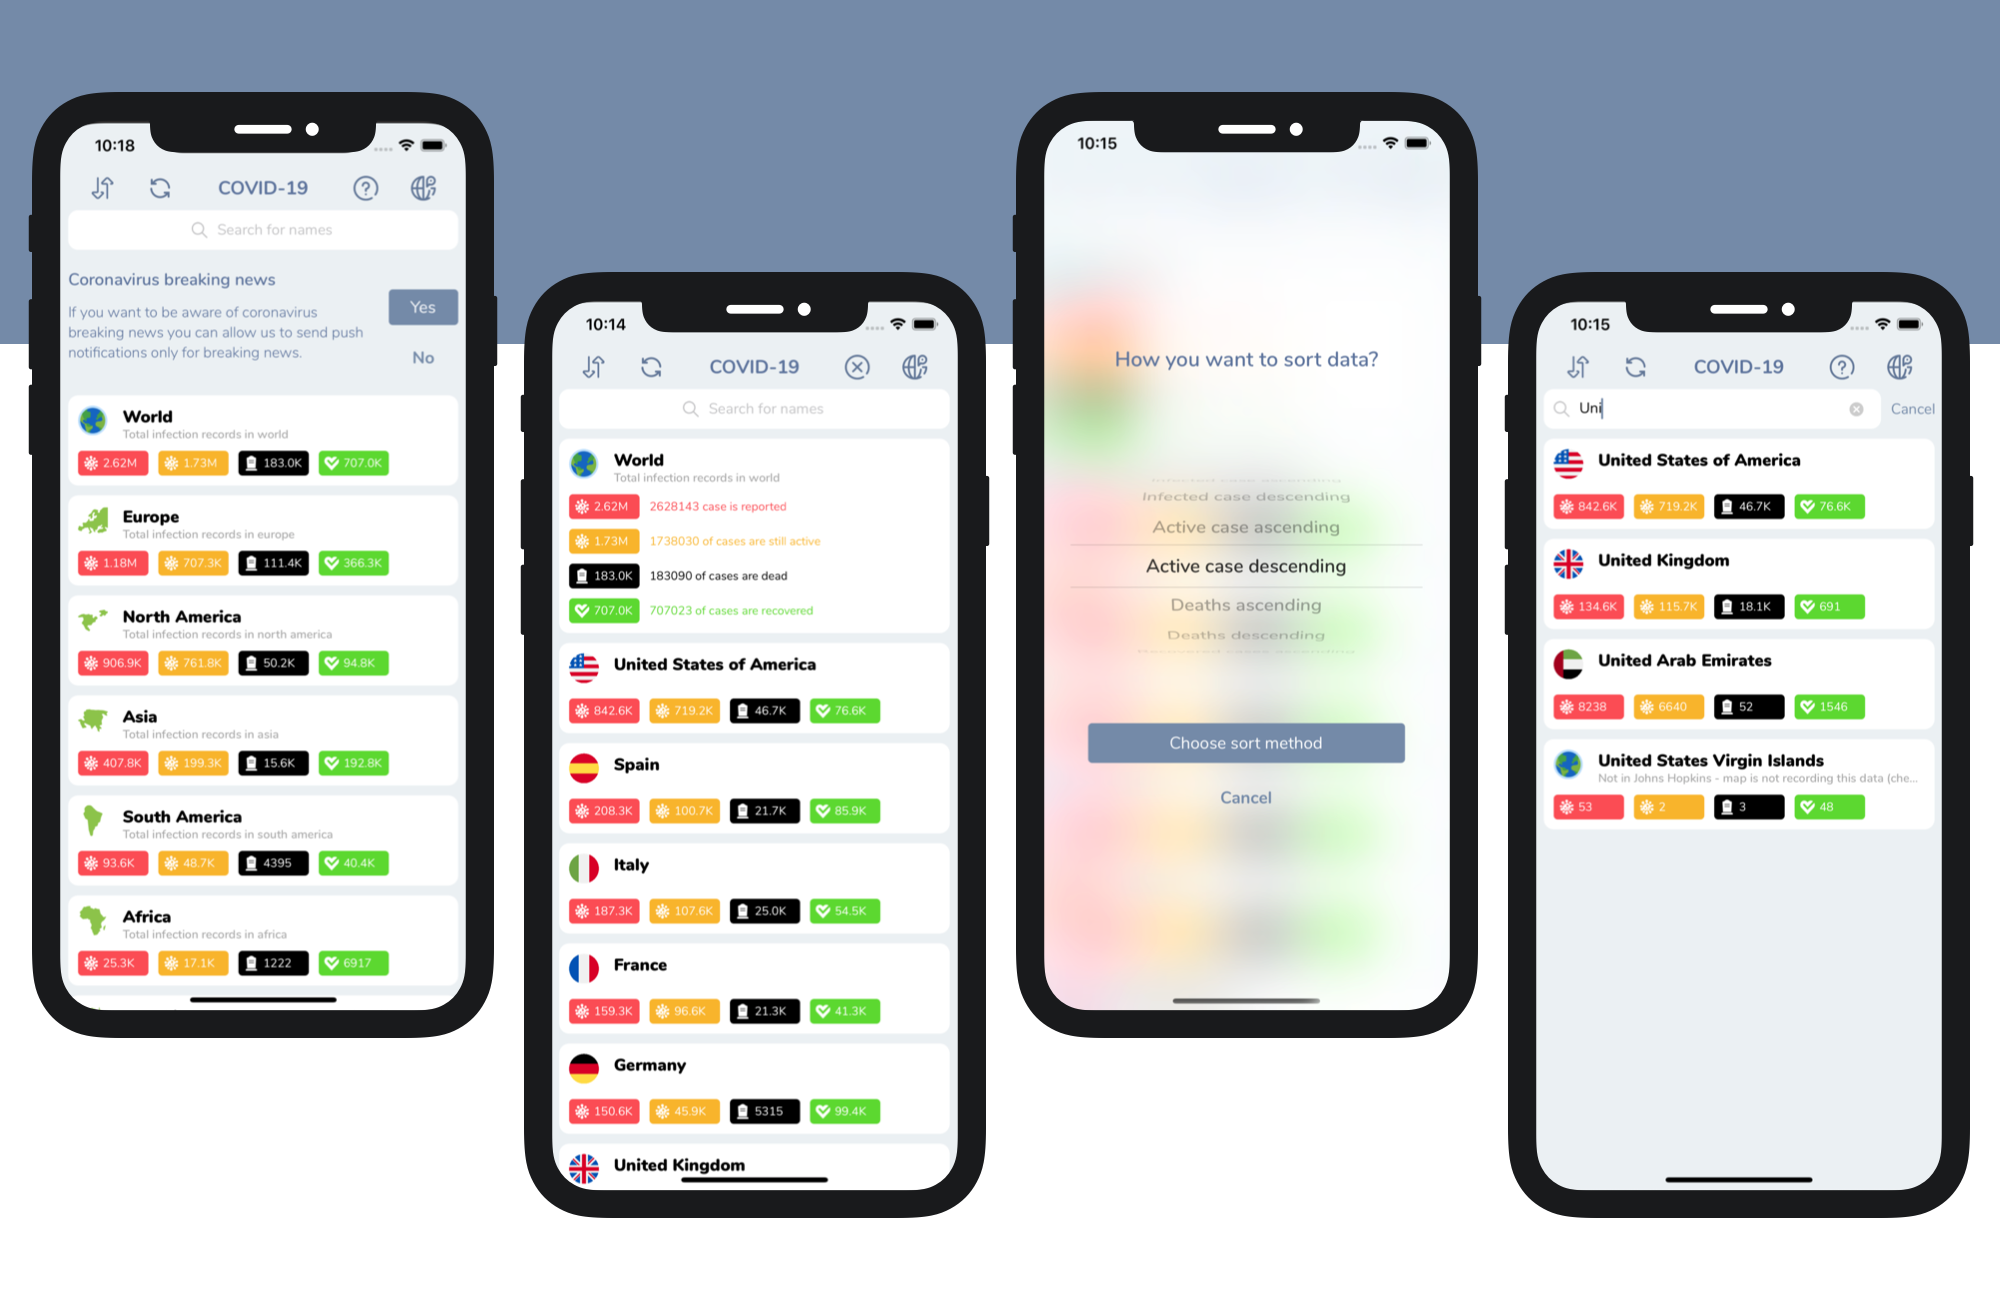 10:18
COVID-19
Search for names
Coronavirus breaking news
If you want to be aware of coronavirus
breaking news you can allow us to send push
notifications only for breaking news.
Yes
No
World
Total infection records in world
2.62M 1.73M 183.0K 707.0K
Europe
Total infection records in europe
1.18M 707.3K 111.4K 366.3K
North America
Total infection records in north america
906.9K 761.8K 50.2K 94.8K
Asia
Total infection records in asia
407.8K 199.3K 15.6K 192.8K
South America
Total infection records in south america
93.6K 48.7K 4395 40.4K
Africa
Total infection records in africa
25.3K 17.1K 1222 6917
10:14
COVID-19
Search for names
World
Total infection records in world
2.62M 2628143 case is reported
1.73M 1738030 of cases are still active
183.0K 183090 of cases are dead
707.0K 707023 of cases are recovered
United States of America
842.6K 719.2K 46.7K 76.6K
Spain
208.3K 100.7K 21.7K 85.9K
Italy
187.3K 107.6K 25.0K 54.5K
France
159.3K 96.6K 21.3K 41.3K
Germany
150.6K 45.9K 5315 99.4K
United Kingdom
10:15
How you want to sort data?
Infected case ascending
Infected case descending
Active case ascending
Active case descending
Deaths ascending
Deaths descending
Choose sort method
Cancel
10:15
COVID-19
Uni
Cancel
United States of America
842.6K 719.2K 46.7K 76.6K
United Kingdom
134.6K 115.7K 18.1K 691
United Arab Emirates
8238 6640 52 1546
United States Virgin Islands
Not in Johns Hopkins - map is not recording this data (che...
53 2 3 48